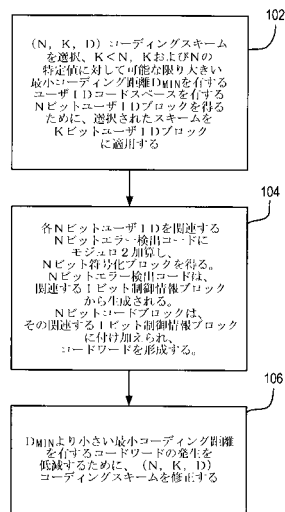 102
(N, K, D) コーディングスキーム
を選択、K<N、KおよびNの
特定値に対して可能な限り大きい
最小コーディング距離DMINを有する
ユーザIDコードスペースを有する
NビットユーザIDブロックを得る
ために、選択されたスキームを
KビットユーザIDブロック
に適用する
104
各NビットユーザIDを関連する
Nビットエラー検出コードに
モジュロ2加算し、
Nビット符号化ブロックを得る。
Nビットエラー検出コードは、
関連するIビット制御情報ブロック
から生成される。
Nビットコードブロックは、
その関連するIビット制御情報ブロック
に付け加えられ、
コードワードを形成する。
106
DMINより小さい最小コーディング距離
を有するコードワードの発生を
低減するために、(N, K, D)
コーディングスキームを修正する